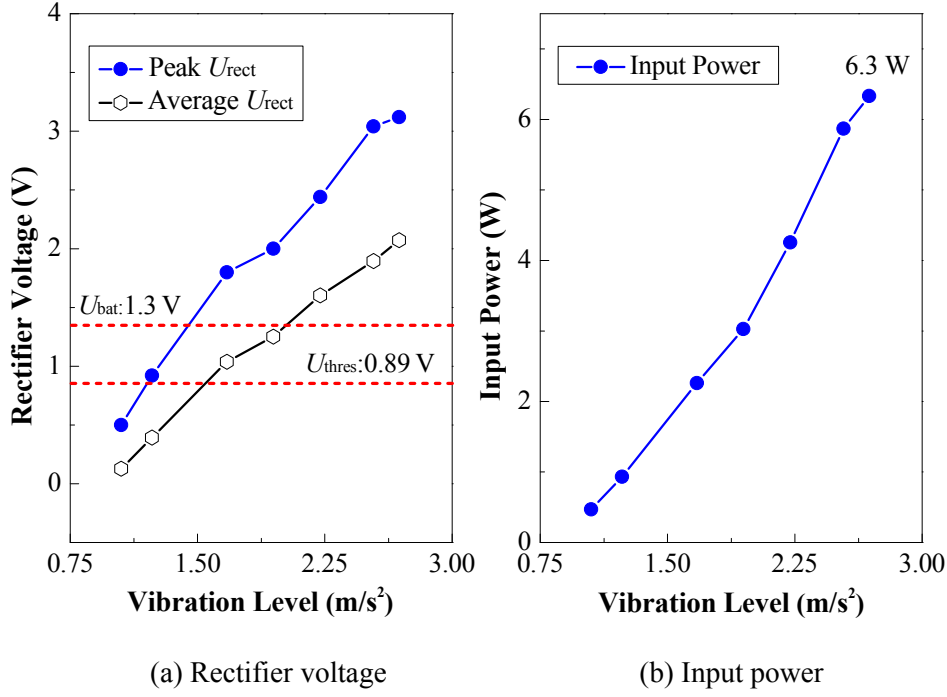 4
3
2
1
0
Rectifier Voltage (V)
Peak Urect
Average Urect
Ubat:1.3 V
Uthres:0.89 V
0.75
1.50
2.25
3.00
Vibration Level (m/s²)
(a) Rectifier voltage
6
4
2
0
Input Power (W)
Input Power
6.3 W
0.75
1.50
2.25
3.00
Vibration Level (m/s²)
(b) Input power